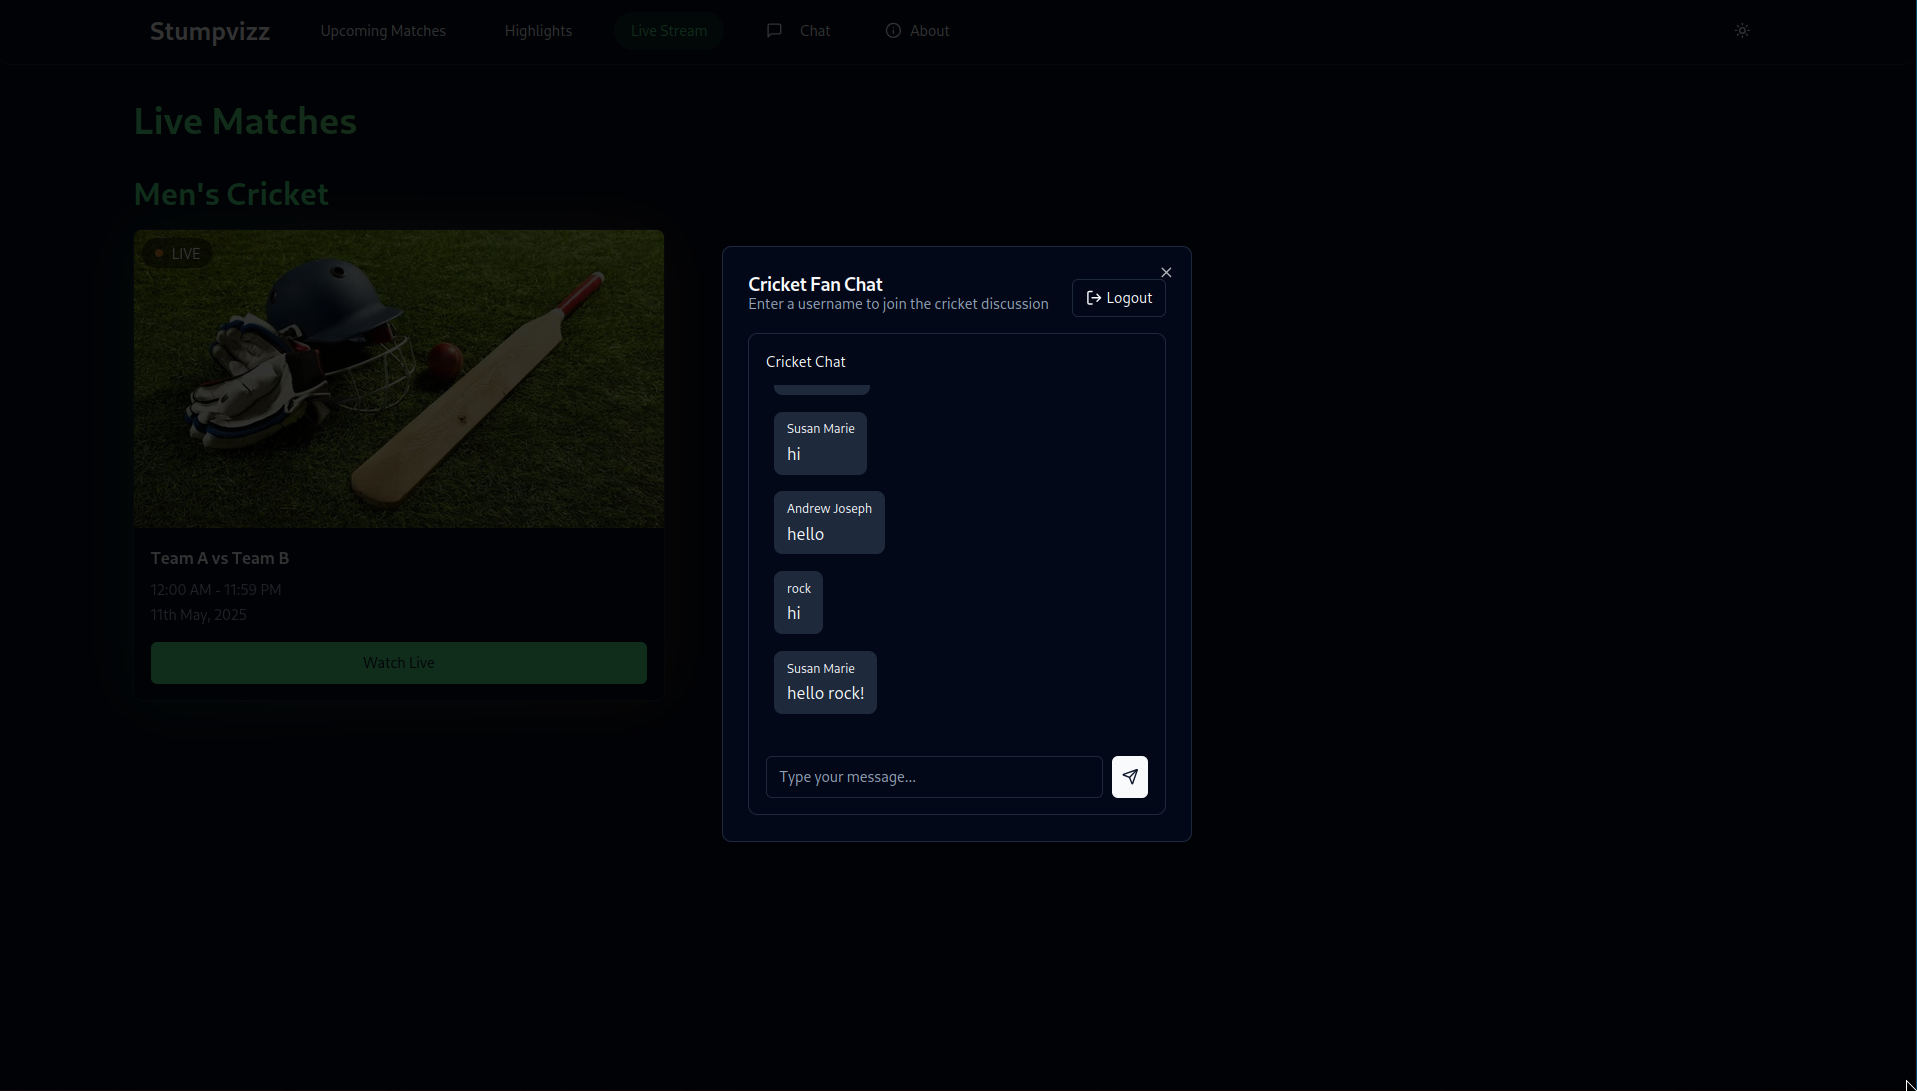 Stumpvizz
Upcoming Matches
Highlights
Live Stream
Chat
About
Live Matches
Men's Cricket
LIVE
Team A vs Team B
12:00 AM - 11:59 PM
11th May, 2025
Watch Live
Cricket Fan Chat
Enter a username to join the cricket discussion
Logout
Cricket Chat
Susan Marie
hi
Andrew Joseph
hello
rock
hi
Susan Marie
hello rock!
Type your message...